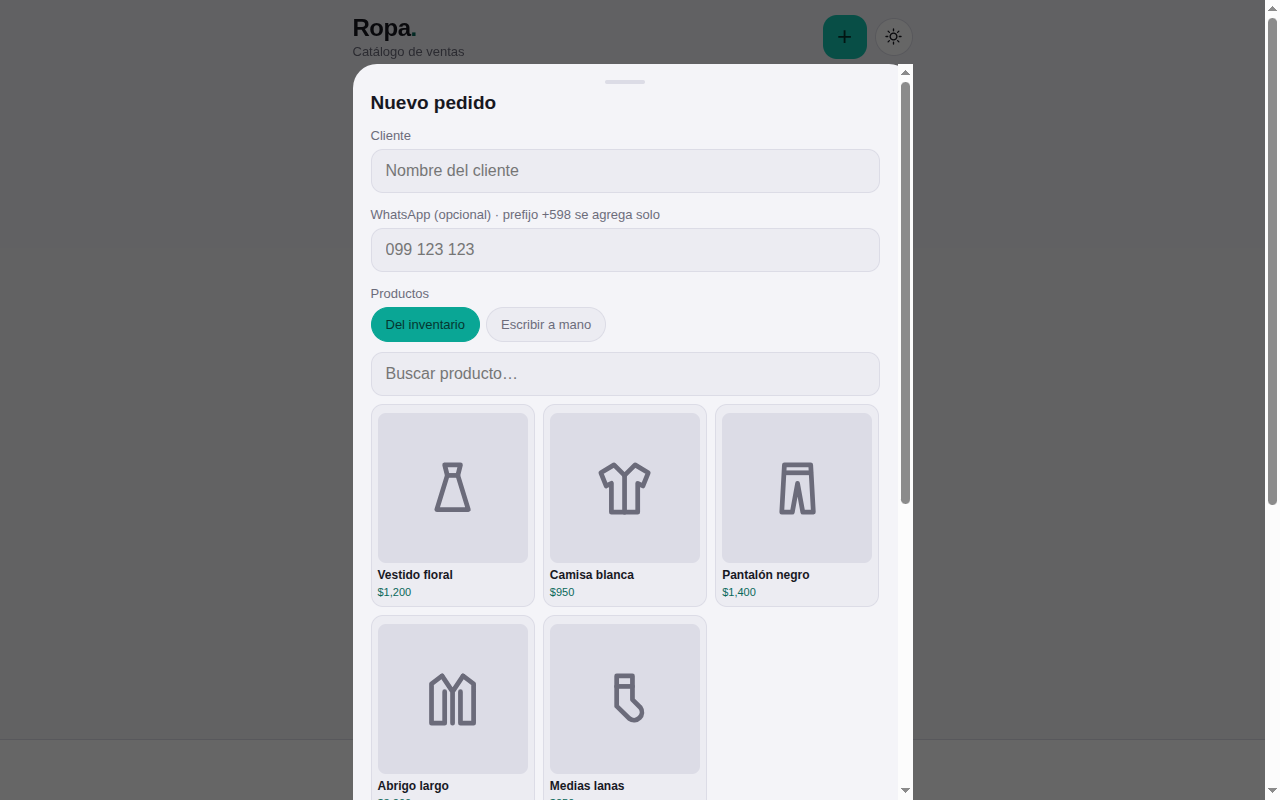 Ropa.
Catálogo de ventas
+
Nuevo pedido
Cliente
Nombre del cliente
WhatsApp (opcional) · prefijo +598 se agrega solo
099 123 123
Productos
Del inventario
Escribir a mano
Buscar producto…
Vestido floral
$1,200
Camisa blanca
$950
Pantalón negro
$1,400
Abrigo largo
Medias lanas